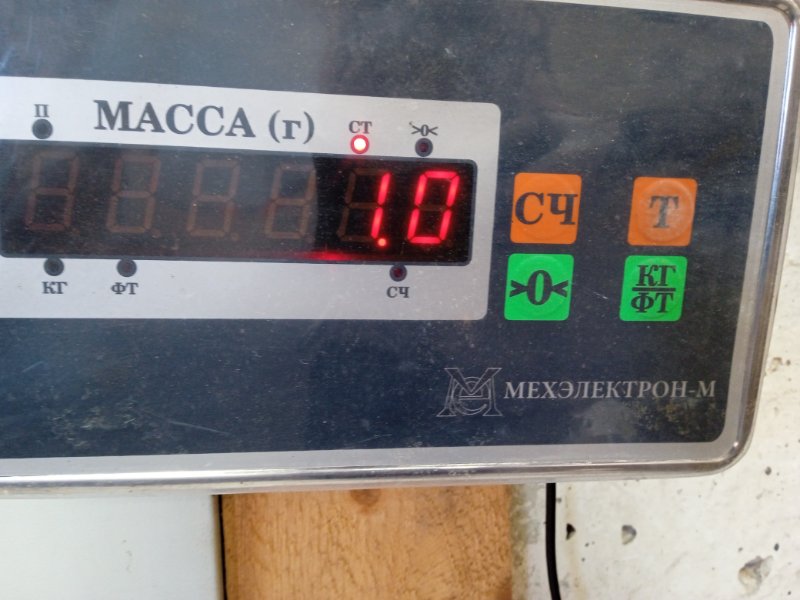 П МАССА (г) СТ >0<
1.0
КГ ФТ СЧ
СЧ Т
>0< КГ/ФТ
МЕХЭЛЕКТРОН-М